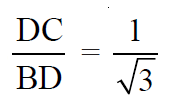 DC/BD = 1/√3